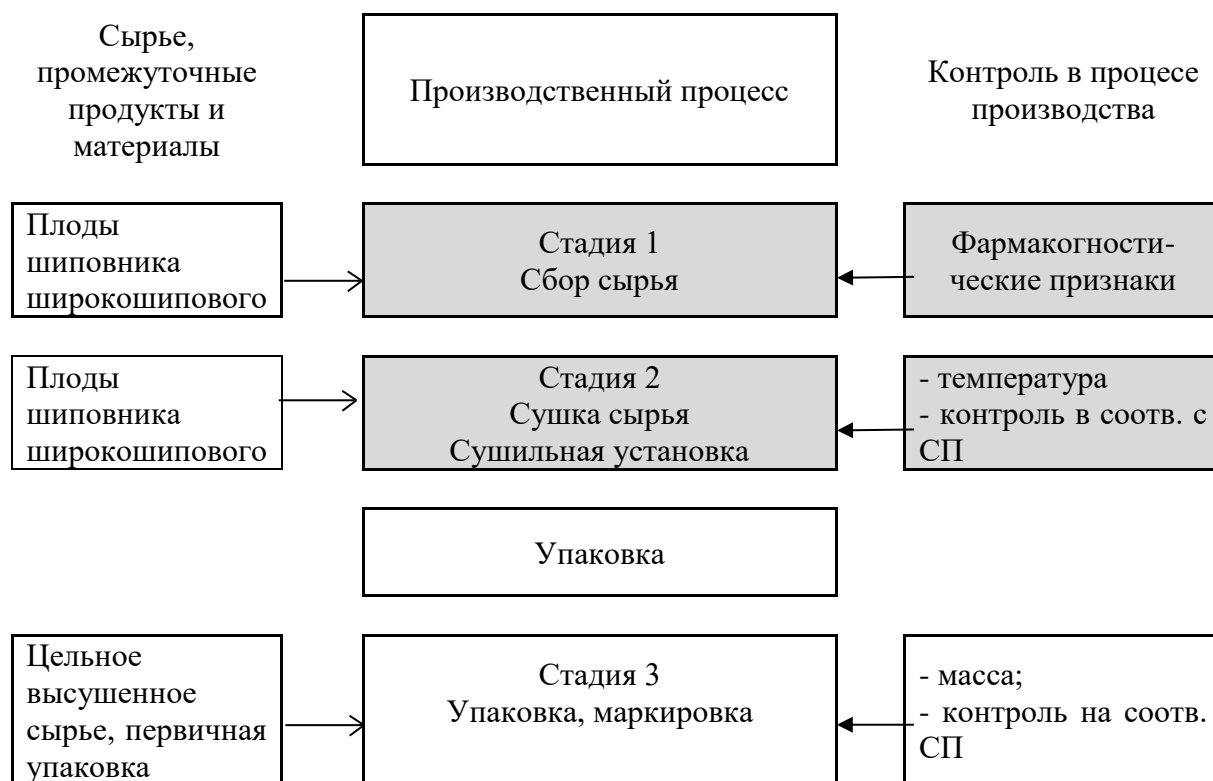 Сырье,
промежуточные
продукты и
материалы
Производственный процесс
Контроль в процесе
производства
Плоды
шиповника
широкошипового
Стадия 1
Сбор сырья
Фармакогности-
ческие признаки
Плоды
шиповника
широкошипового
Стадия 2
Сушка сырья
Сушильная установка
- температура
- контроль в соотв. с
СП
Упаковка
Цельное
высушенное
сырье, первичная
упаковка
Стадия 3
Упаковка, маркировка
- масса;
- контроль на соотв.
СП